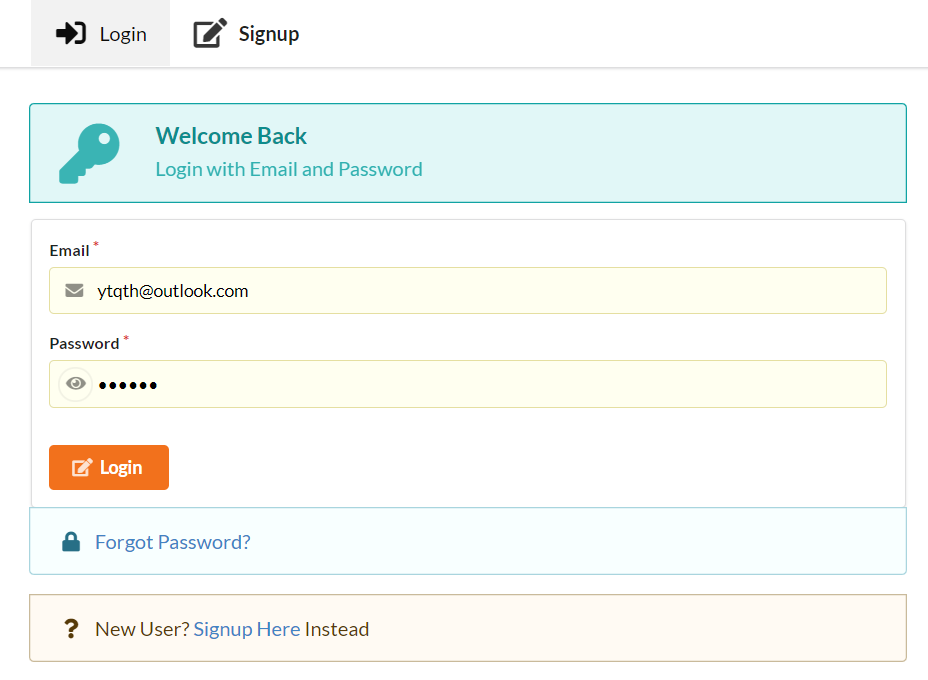 Login
Signup
Welcome Back
Login with Email and Password
Email *
ytqth@outlook.com
Password *
••••••
Login
Forgot Password?
? New User? Signup Here Instead